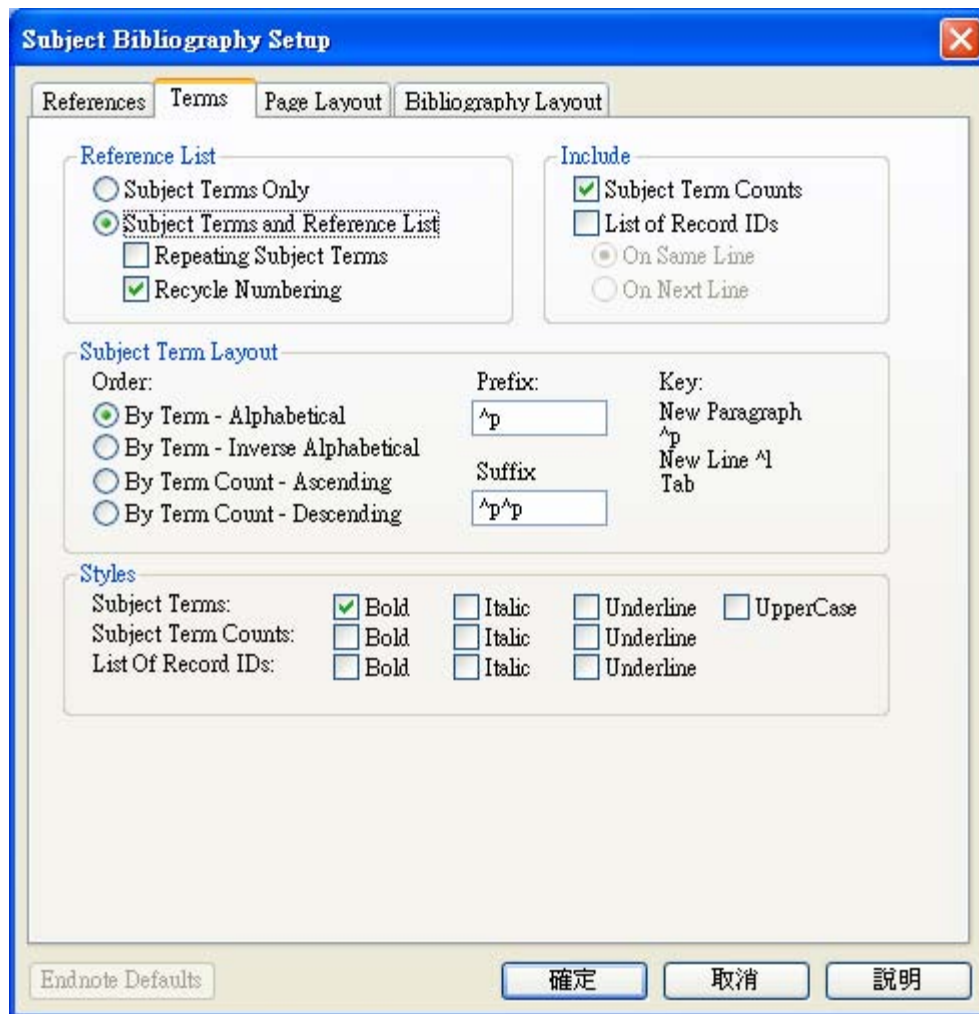 Subject Bibliography Setup
References Terms Page Layout Bibliography Layout
Reference List
Subject Terms Only
Subject Terms and Reference List
Repeating Subject Terms
Recycle Numbering
Include
Subject Term Counts
List of Record IDs
On Same Line
On Next Line
Subject Term Layout
Order:
By Term - Alphabetical
By Term - Inverse Alphabetical
By Term Count - Ascending
By Term Count - Descending
Prefix:
^p
Suffix
^p^p
Key:
New Paragraph
^p
New Line ^l
Tab
Styles
Subject Terms: Bold Italic Underline UpperCase
Subject Term Counts: Bold Italic Underline
List Of Record IDs: Bold Italic Underline
Endnote Defaults 確定 取消 說明